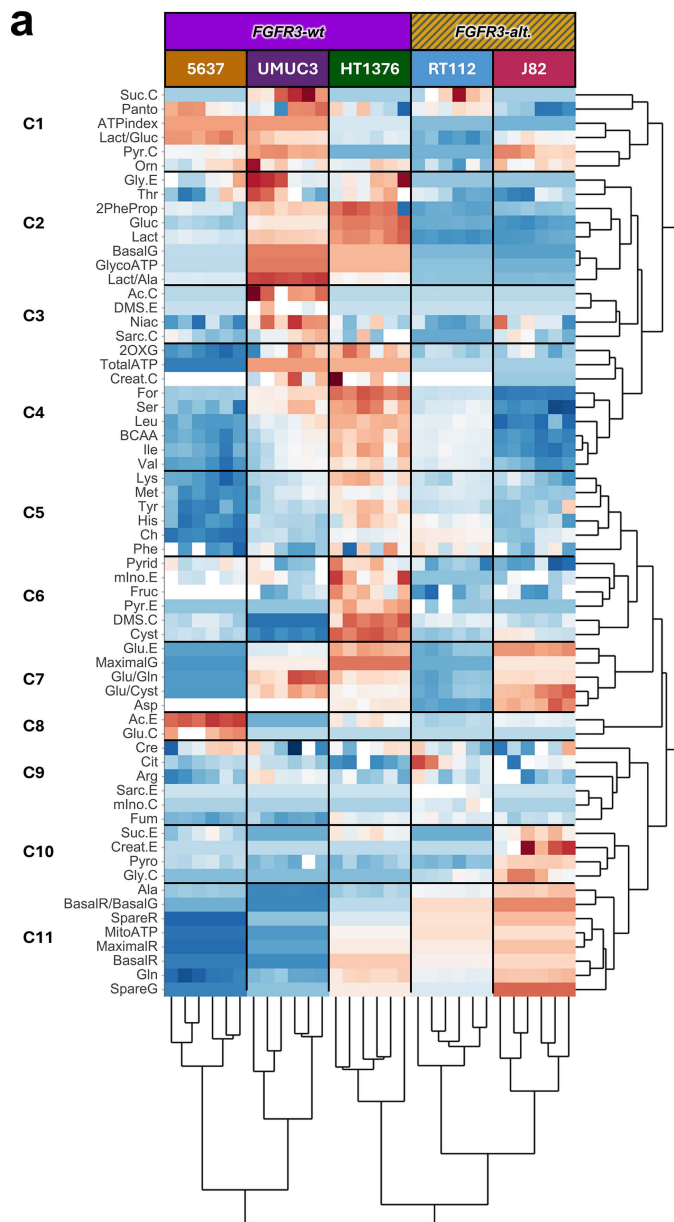 a
FGFR3-wt FGFR3-alt.
5637 UMUC3 HT1376 RT112 J82
C1
Suc.C
Panto
ATPindex
Lact/Gluc
Pyr.C
Orn
C2
Gly.E
Thr
2PheProp
Gluc
Lact
BasalG
GlycoATP
Lact/Ala
C3
Ac.C
DMS.E
Niac
Sarc.C
C4
2OXG
TotalATP
Creat.C
For
Ser
Leu
BCAA
Ile
Val
C5
Lys
Met
Tyr
His
Ch
Phe
C6
Pyrid
mIno.E
Fruc
Pyr.E
DMS.C
Cyst
C7
Glu.E
MaximalG
Glu/Gln
Glu/Cyst
Asp
C8
Ac.E
Glu.C
C9
Cre
Cit
Arg
Sarc.E
mIno.C
Fum
C10
Suc.E
Creat.E
Pyro
Gly.C
C11
Ala
BasalR/BasalG
SpareR
MitoATP
MaximalR
BasalR
Gln
SpareG